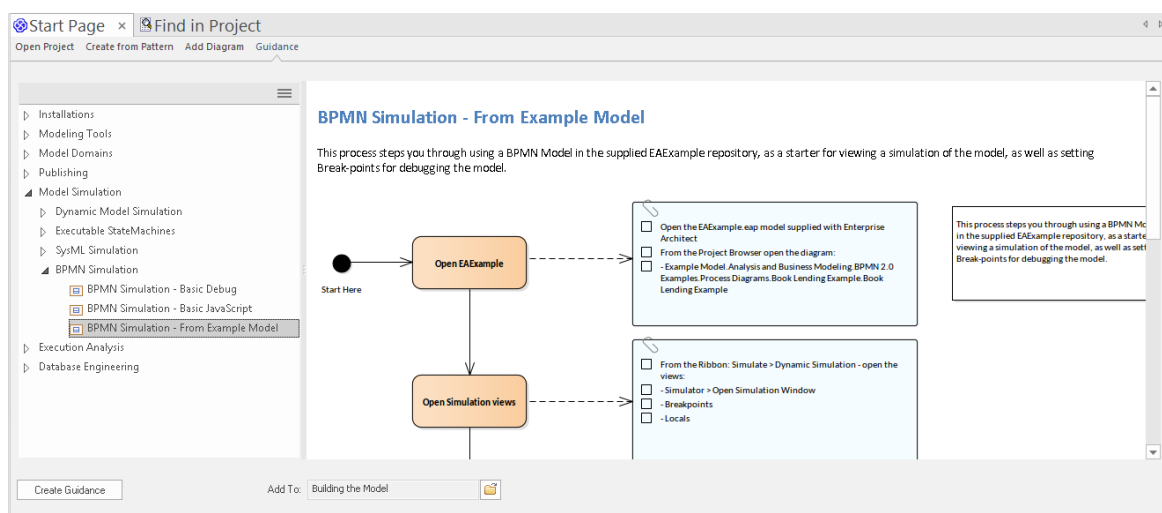 Start Page × Find in Project
Open Project Create from Pattern Add Diagram Guidance
Installations
Modeling Tools
Model Domains
Publishing
Model Simulation
Dynamic Model Simulation
Executable StateMachines
SysML Simulation
BPMN Simulation
BPMN Simulation - Basic Debug
BPMN Simulation - Basic JavaScript
BPMN Simulation - From Example Model
Execution Analysis
Database Engineering
BPMN Simulation - From Example Model
This process steps you through using a BPMN Model in the supplied EAExample repository, as a starter for viewing a simulation of the model, as well as setting
Break-points for debugging the model.
Start Here
Open EAExample
Open the EAExample.eap model supplied with Enterprise
Architect
From the Project Browser open the diagram:
- Example Model.Analysis and Business Modeling.BPMN 2.0
Examples.Process Diagrams.Book Lending Example.Book
Lending Example
This process steps you through using a BPMN Mo
in the supplied EAExample repository, as a starte
viewing a simulation of the model, as well as sett
Break-points for debugging the model.
Open Simulation views
From the Ribbon: Simulate > Dynamic Simulation - open the
views:
- Simulator > Open Simulation Window
- Breakpoints
- Locals
Create Guidance
Add To: Building the Model